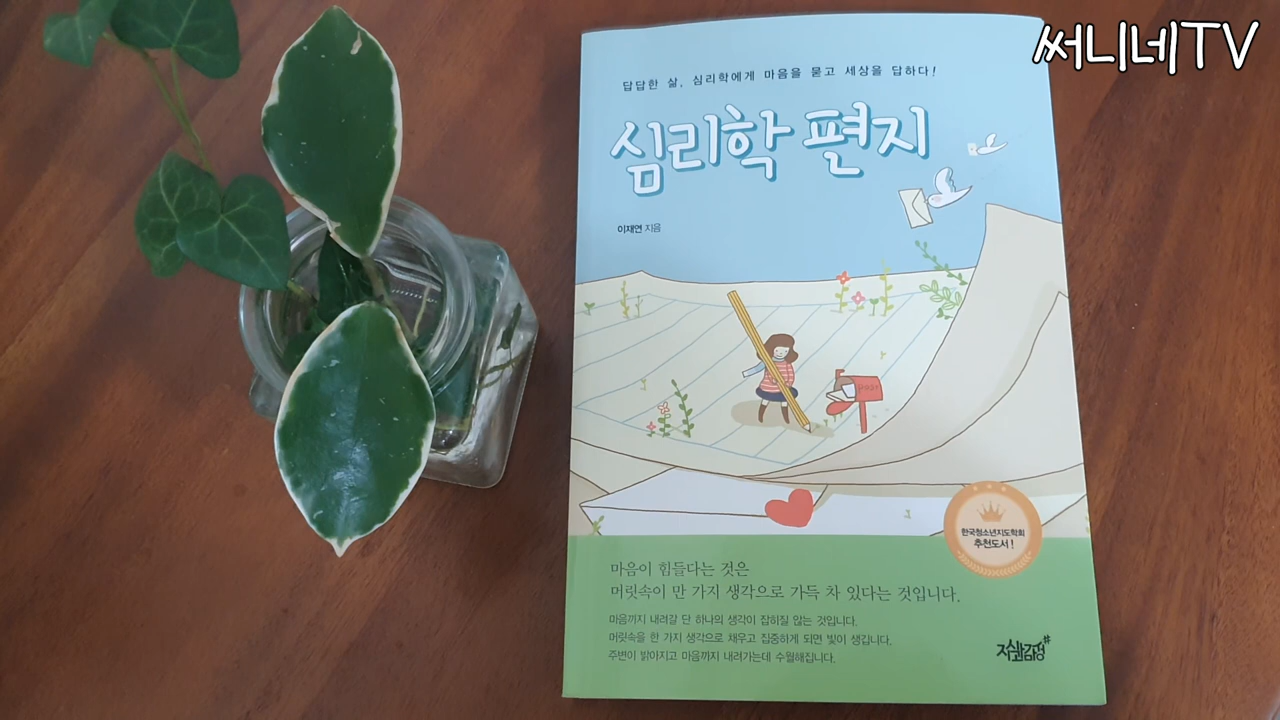 써니네TV
답답한 삶, 심리학에게 마음을 묻고 세상을 답하다!
심리학 편지
이재연 지음
POST
한국청소년지도학회
추천도서!
마음이 힘들다는 것은
머릿속이 만 가지 생각으로 가득 차 있다는 것입니다.
마음까지 내려갈 단 하나의 생각이 잡히질 않는 것입니다.
머릿속을 한 가지 생각으로 채우고 집중하게 되면 빛이 생깁니다.
주변이 밝아지고 마음까지 내려가는데 수월해집니다.
지식과감성#